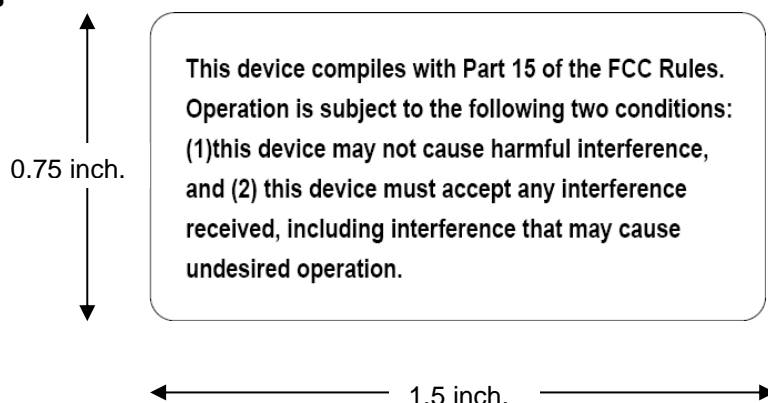 This device compiles with Part 15 of the FCC Rules.
Operation is subject to the following two conditions:
(1)this device may not cause harmful interference,
and (2) this device must accept any interference
received, including interference that may cause
undesired operation.
0.75 inch.
1.5 inch.